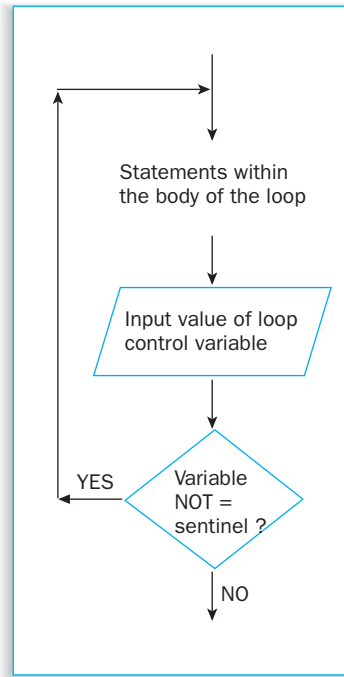 Statements within
the body of the loop
Input value of loop
control variable
YES
Variable
NOT =
sentinel ?
NO